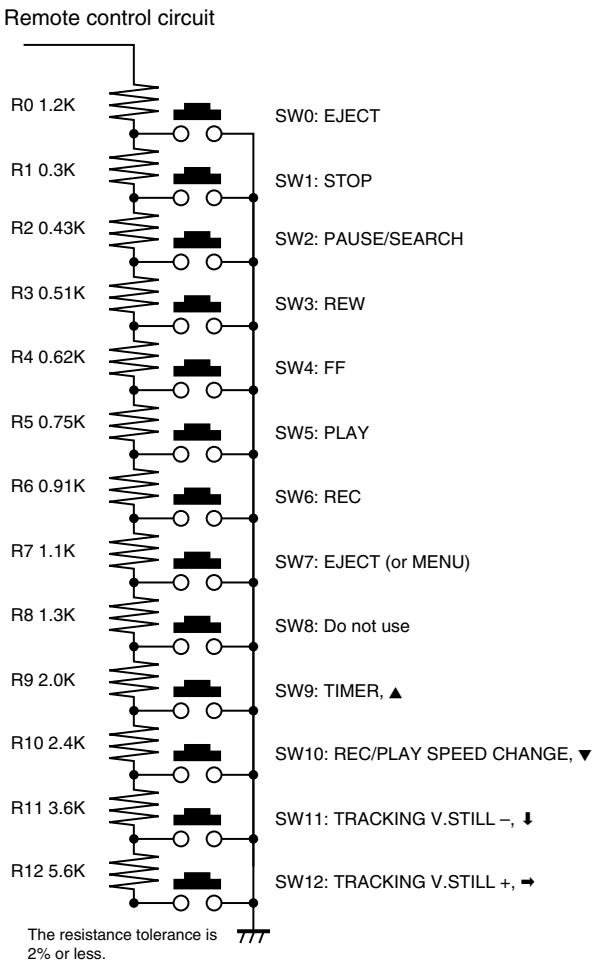 Remote control circuit
R0 1.2K
SW0: EJECT
R1 0.3K
SW1: STOP
R2 0.43K
SW2: PAUSE/SEARCH
R3 0.51K
SW3: REW
R4 0.62K
SW4: FF
R5 0.75K
SW5: PLAY
R6 0.91K
SW6: REC
R7 1.1K
SW7: EJECT (or MENU)
R8 1.3K
SW8: Do not use
R9 2.0K
SW9: TIMER, ▲
R10 2.4K
SW10: REC/PLAY SPEED CHANGE, ▼
R11 3.6K
SW11: TRACKING V.STILL –, ⬇
R12 5.6K
SW12: TRACKING V.STILL +, ➡
The resistance tolerance is
2% or less.